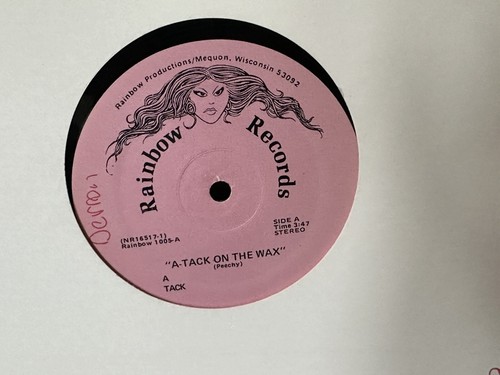 Rainbow Productions/Mequon, Wisconsin 53092
Rainbow Records
(NR16517-1)
Rainbow 1005-A
SIDE A
Time 3:47
STEREO
"A-TACK ON THE WAX"
(Peachy)
A
TACK